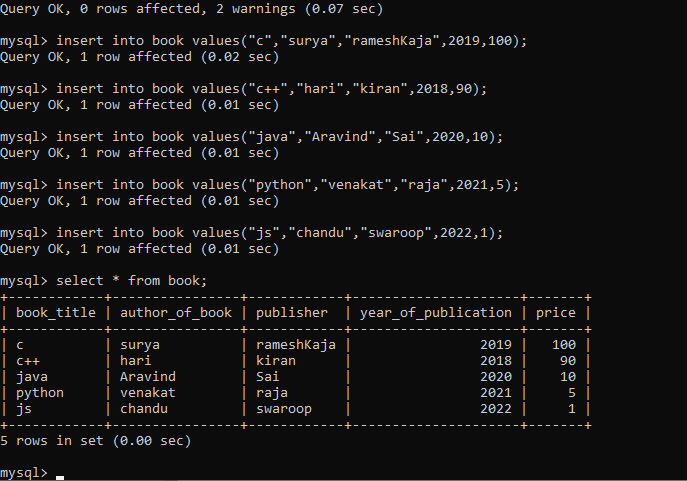 Query OK, 0 rows affected, 2 warnings (0.07 sec)
mysql> insert into book values("c","surya","rameshKaja",2019,100);
Query OK, 1 row affected (0.02 sec)
mysql> insert into book values("c++","hari","kiran",2018,90);
Query OK, 1 row affected (0.01 sec)
mysql> insert into book values("java","Aravind","Sai",2020,10);
Query OK, 1 row affected (0.01 sec)
mysql> insert into book values("python","venakat","raja",2021,5);
Query OK, 1 row affected (0.01 sec)
mysql> insert into book values("js","chandu","swaroop",2022,1);
Query OK, 1 row affected (0.01 sec)
mysql> select * from book;
+------------+----------------+------------+---------------------+-------+
| book_title | author_of_book | publisher  | year_of_publication | price |
+------------+----------------+------------+---------------------+-------+
| c          | surya          | rameshKaja |                2019 |   100 |
| c++        | hari           | kiran      |                2018 |    90 |
| java       | Aravind        | Sai        |                2020 |    10 |
| python     | venakat        | raja       |                2021 |     5 |
| js         | chandu         | swaroop    |                2022 |     1 |
+------------+----------------+------------+---------------------+-------+
5 rows in set (0.00 sec)
mysql>